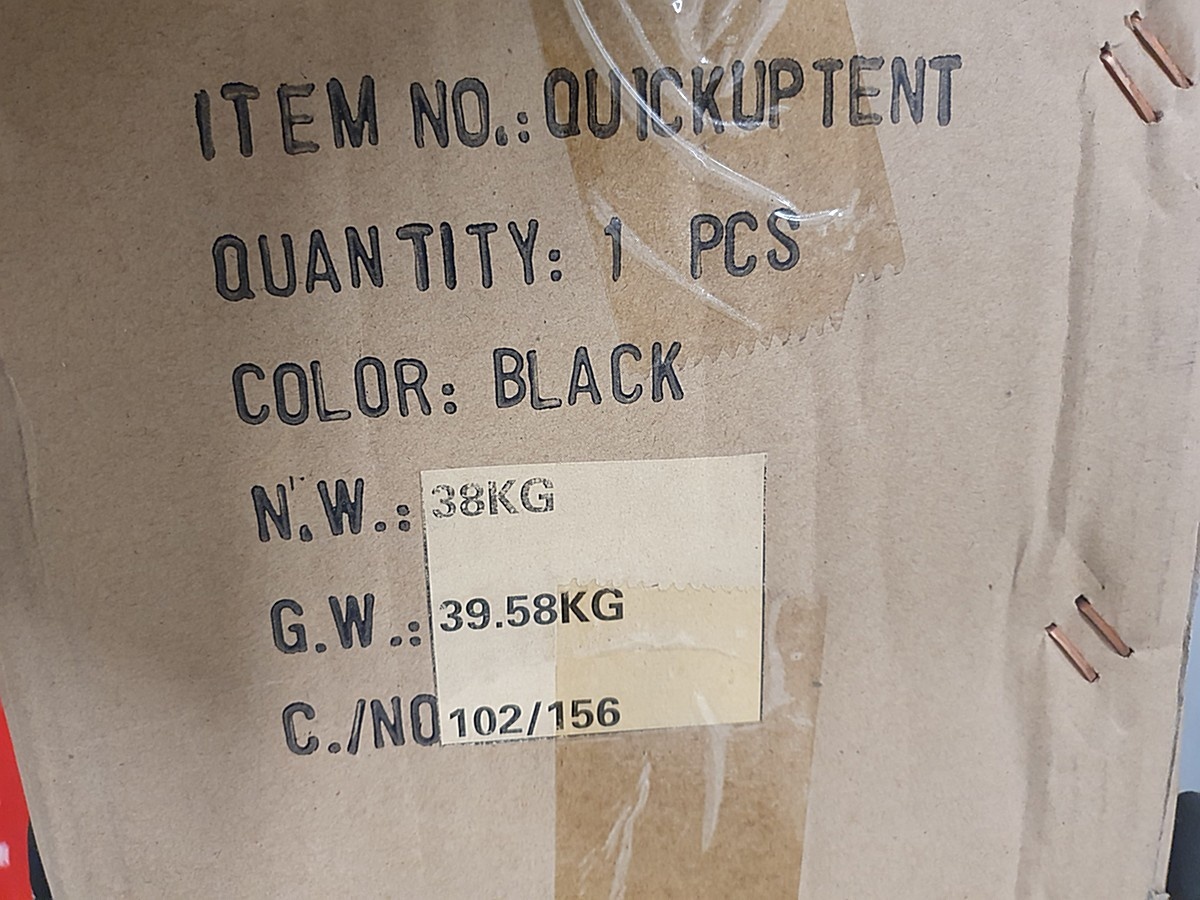 ITEM NO.: QUICKUPTENT
QUANTITY: 1 PCS
COLOR: BLACK
N.W.: 38KG
G.W.: 39.58KG
C./NO 102/156